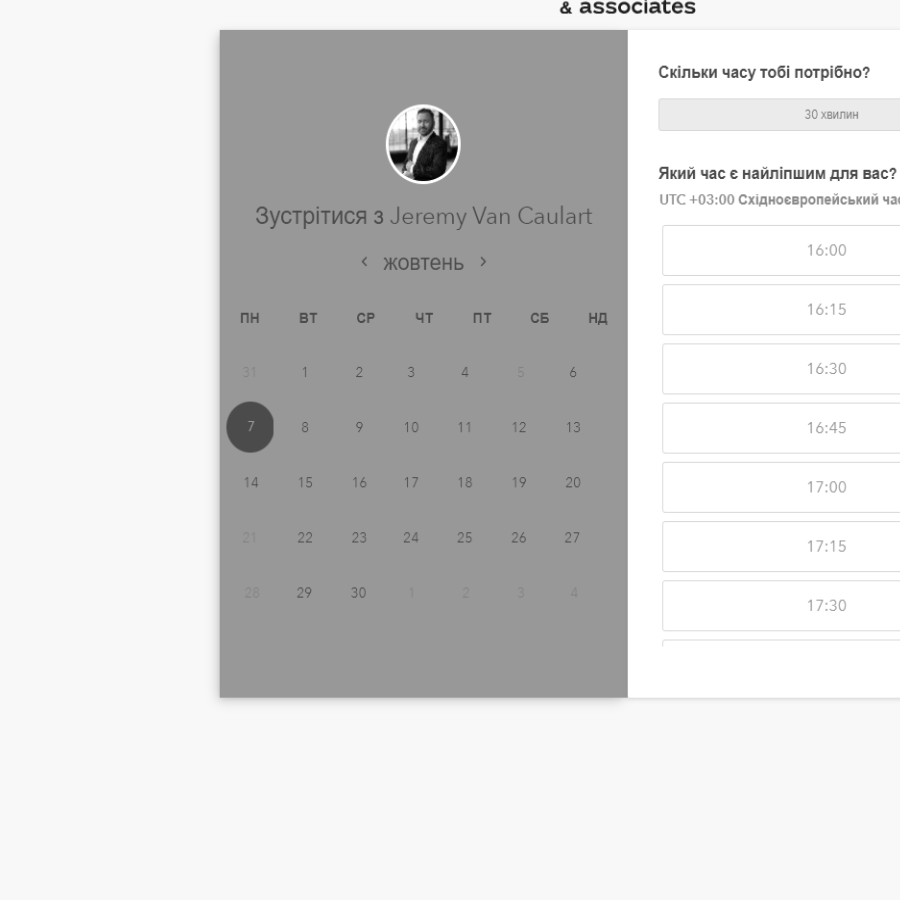 & associates
Зустрітися з Jeremy Van Caulart
‹ жовтень ›
ПН ВТ СР ЧТ ПТ СБ НД
31 1 2 3 4 5 6
7 8 9 10 11 12 13
14 15 16 17 18 19 20
21 22 23 24 25 26 27
28 29 30 1 2 3 4
Скільки часу тобі потрібно?
30 хвилин
Який час є найліпшим для вас?
UTC +03:00 Східноєвропейський
16:00
16:15
16:30
16:45
17:00
17:15
17:30